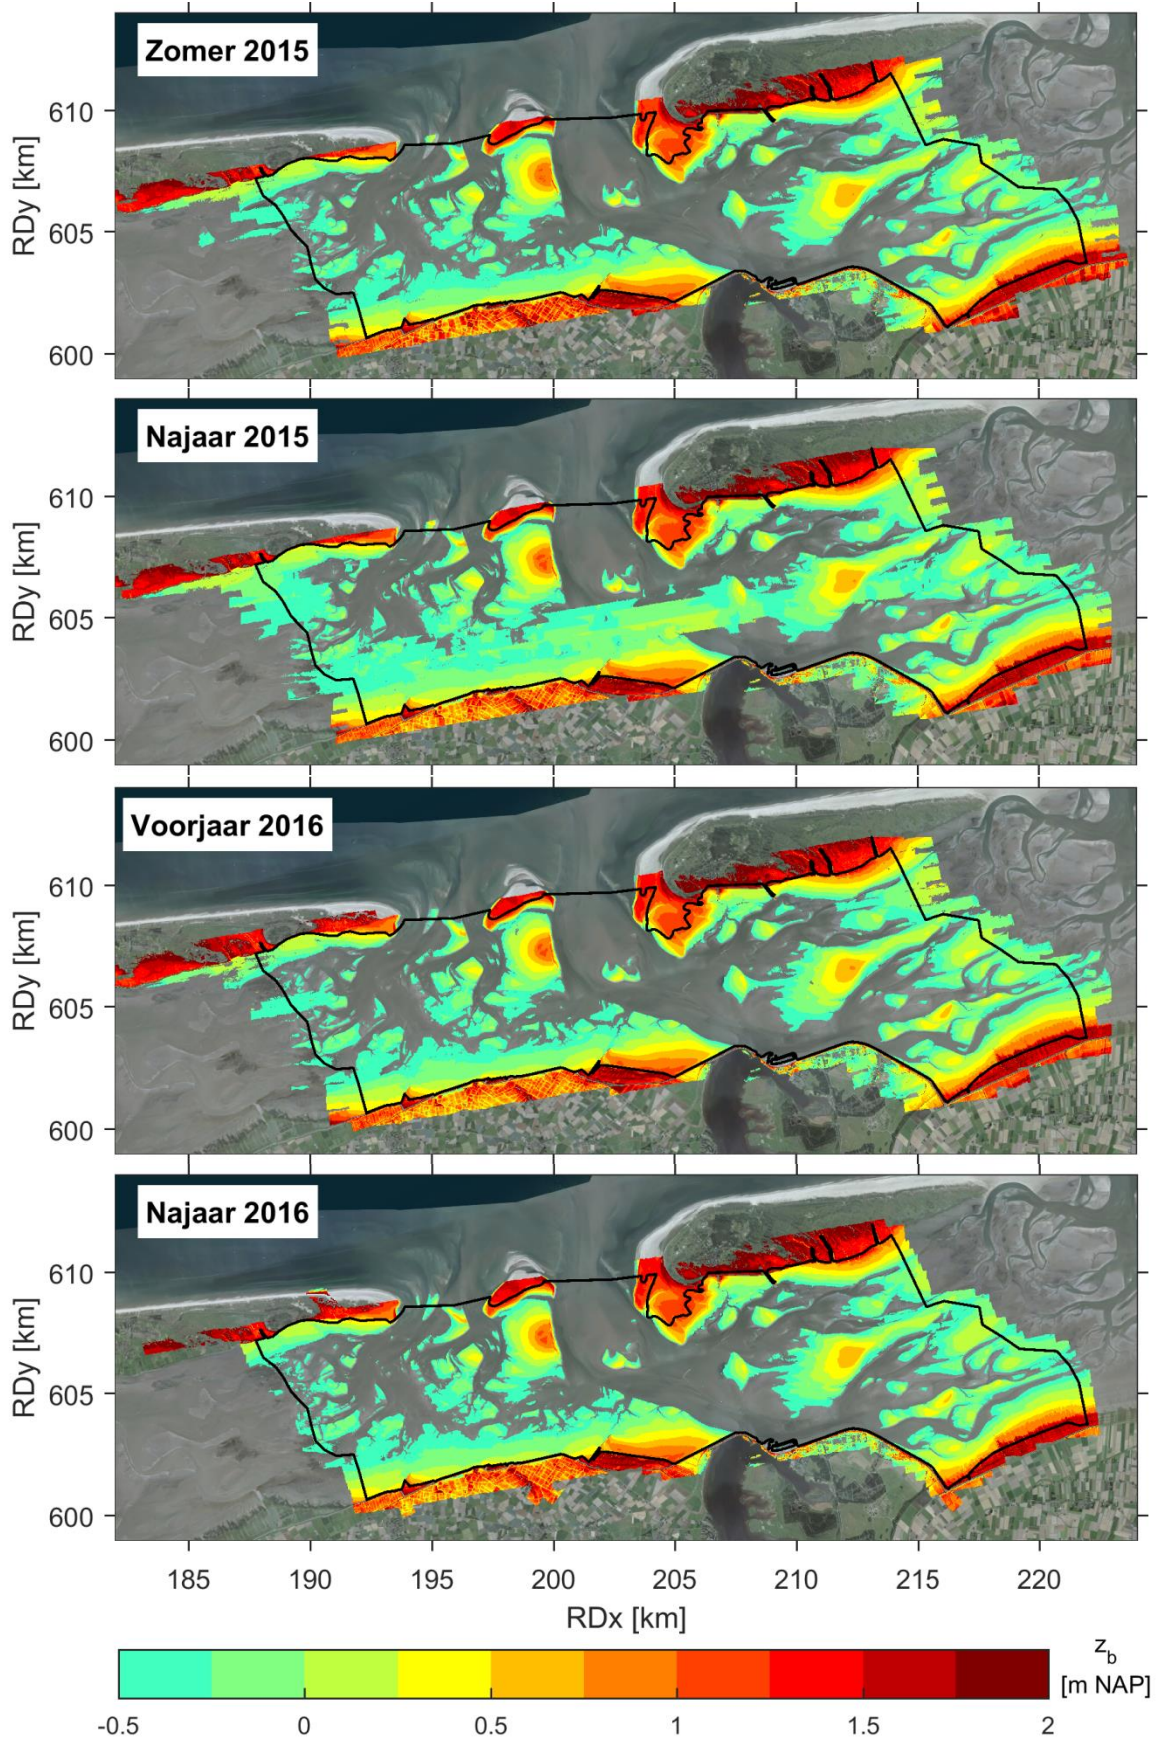 Zomer 2015
610
605
600
RDy [km]
Najaar 2015
610
605
600
RDy [km]
Voorjaar 2016
610
605
600
RDy [km]
Najaar 2016
610
605
600
RDy [km]
185 190 195 200 205 210 215 220
RDx [km]
z_b
[m NAP]
-0.5 0 0.5 1 1.5 2